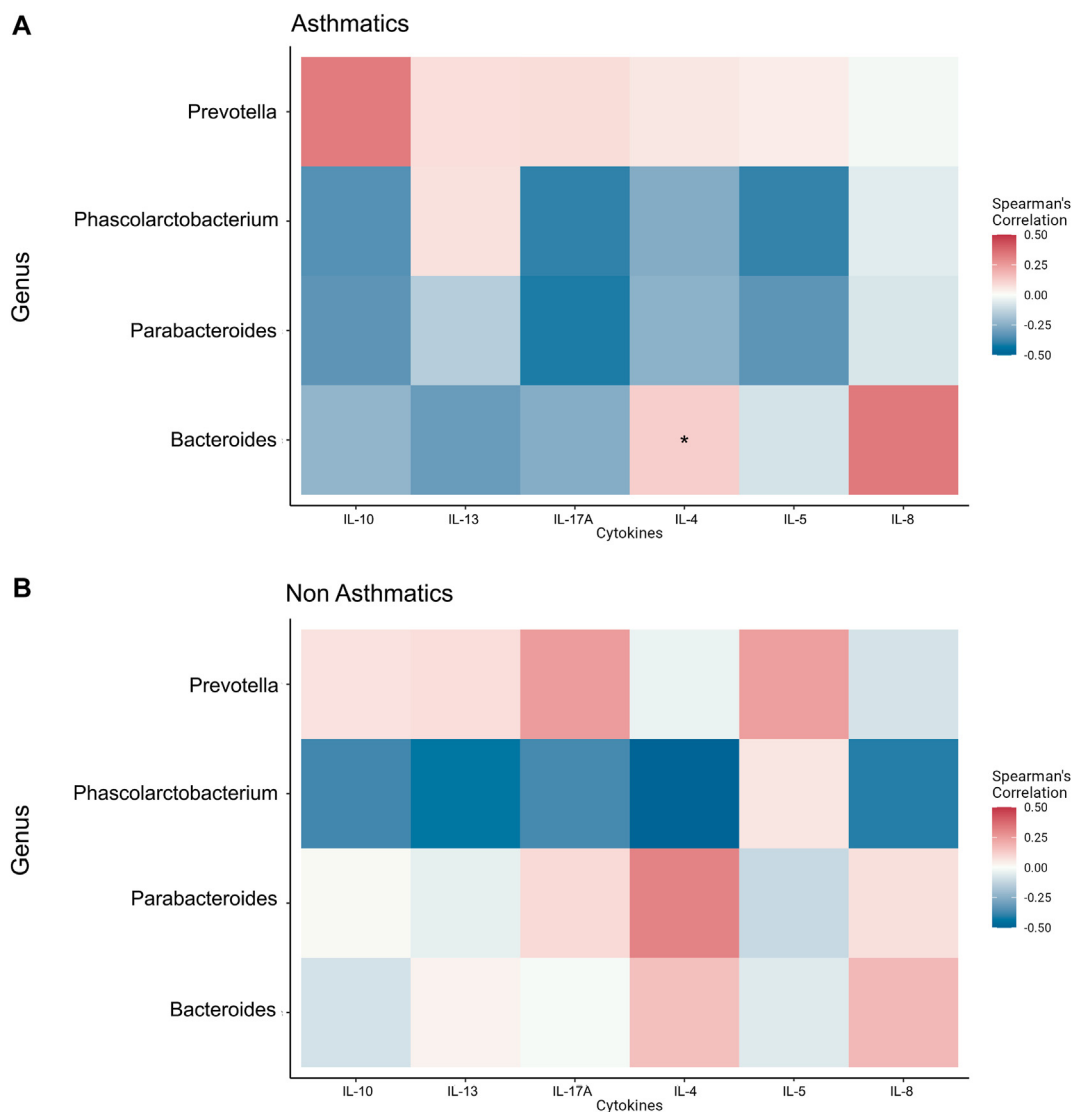 A
Asthmatics
Genus
Prevotella
Phascolarctobacterium
Parabacteroides
Bacteroides
*
IL-10 IL-13 IL-17A IL-4 IL-5 IL-8
Cytokines
Spearman's
Correlation
0.50
0.25
0.00
-0.25
-0.50
B
Non Asthmatics
Genus
Prevotella
Phascolarctobacterium
Parabacteroides
Bacteroides
IL-10 IL-13 IL-17A IL-4 IL-5 IL-8
Cytokines
Spearman's
Correlation
0.50
0.25
0.00
-0.25
-0.50